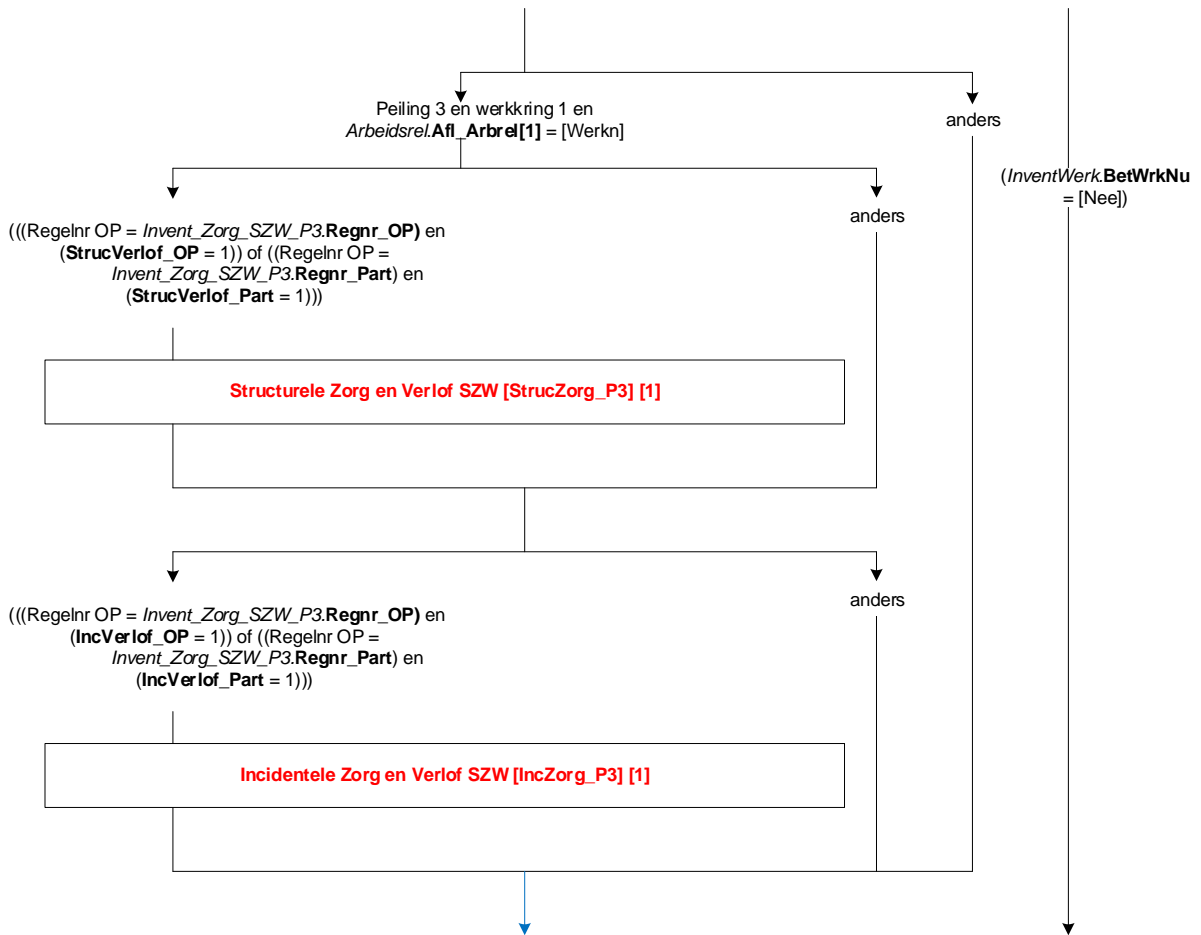 Peiling 3 en werkkring 1 en
Arbeidsrel.Afl_Arbrel[1] = [Werkn]
anders
(InventWerk.BetWrkNu
= [Nee])
(((Regelnr OP = Invent_Zorg_SZW_P3.Regnr_OP) en
(StrucVerlof_OP = 1)) of ((Regelnr OP =
Invent_Zorg_SZW_P3.Regnr_Part) en
(StrucVerlof_Part = 1)))
anders
Structurele Zorg en Verlof SZW [StrucZorg_P3] [1]
(((Regelnr OP = Invent_Zorg_SZW_P3.Regnr_OP) en
(IncVerlof_OP = 1)) of ((Regelnr OP =
Invent_Zorg_SZW_P3.Regnr_Part) en
(IncVerlof_Part = 1)))
anders
Incidentele Zorg en Verlof SZW [IncZorg_P3] [1]